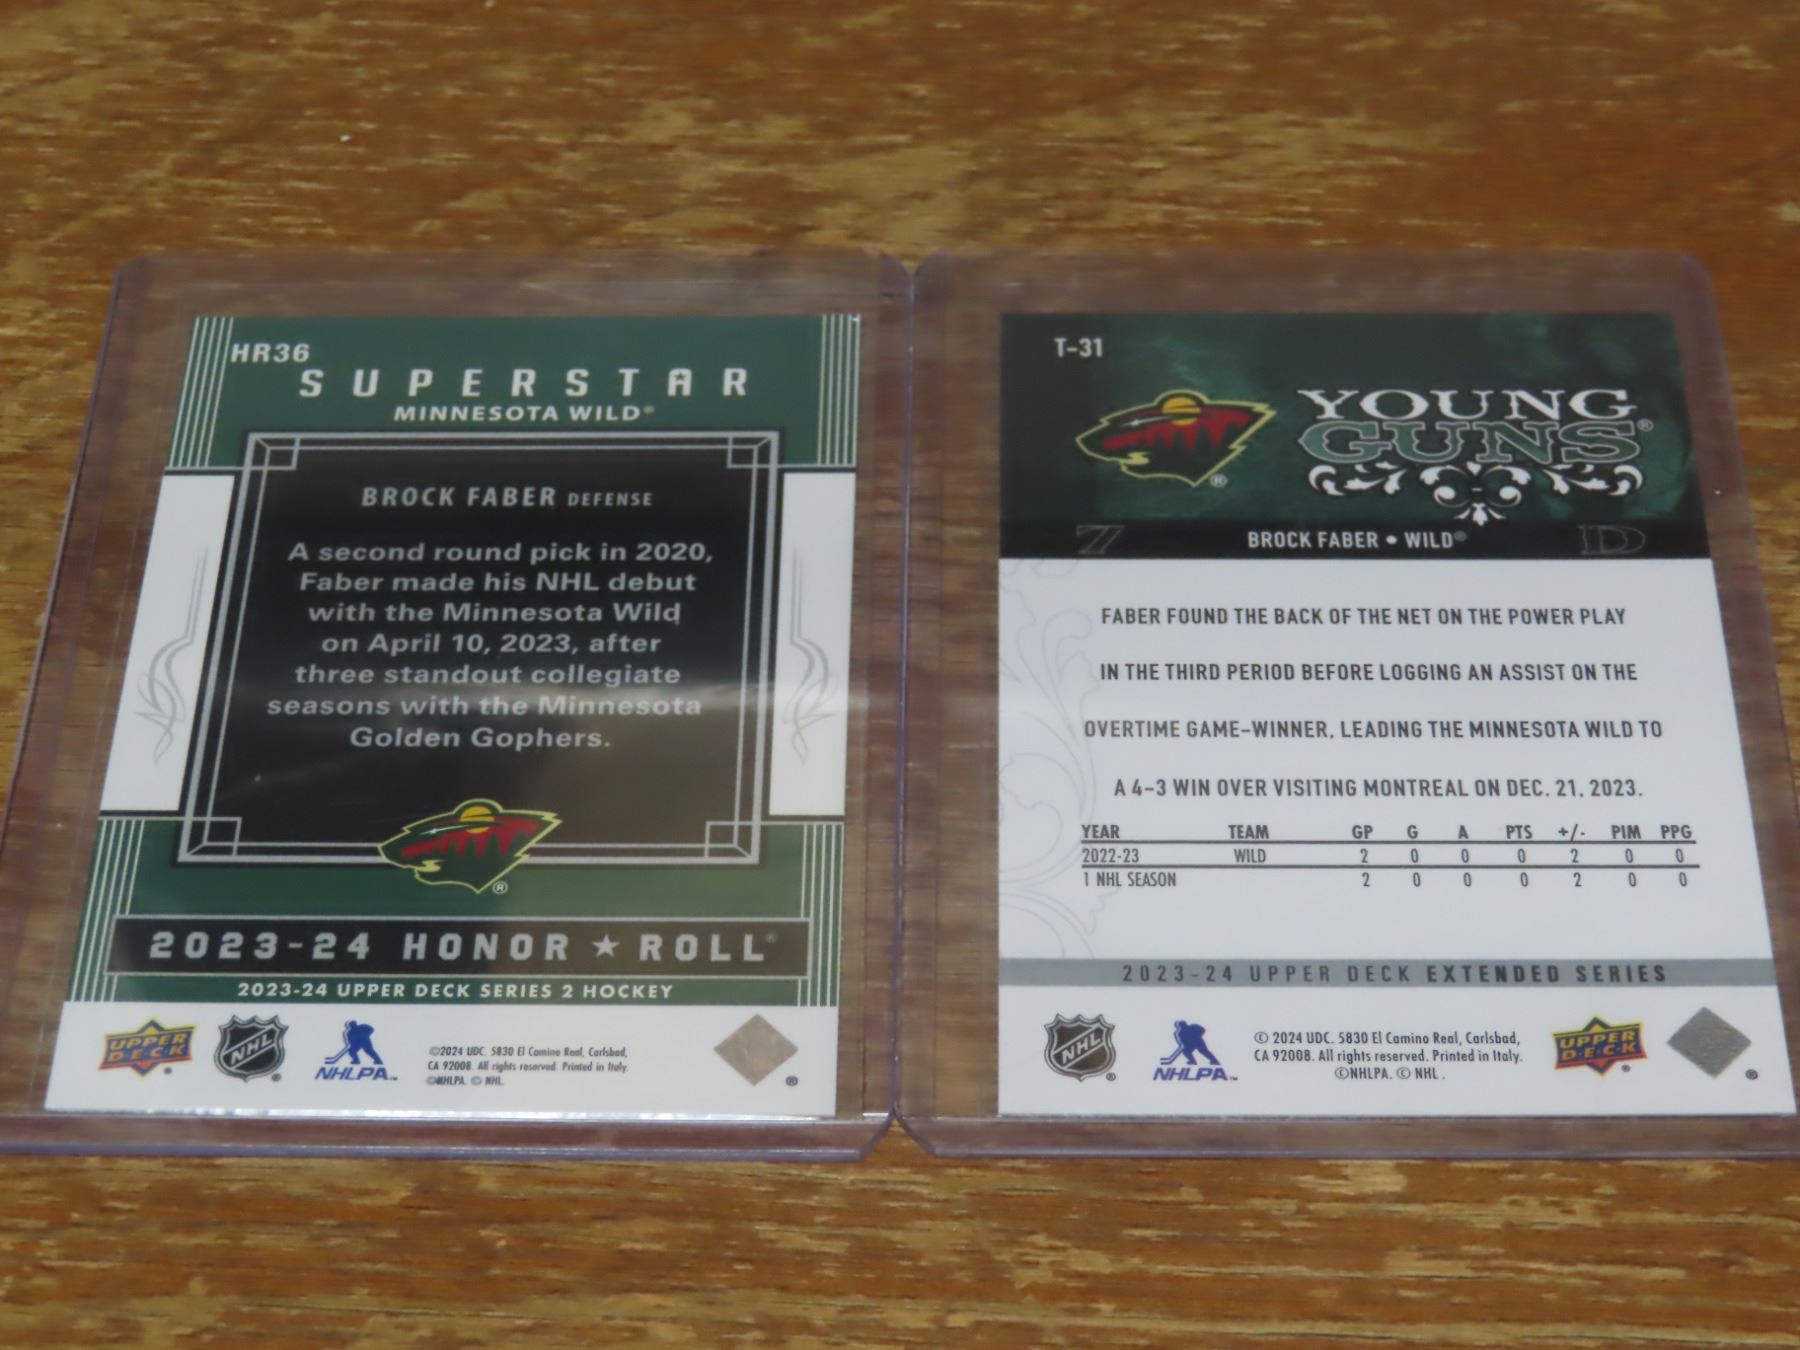 HR36
SUPERSTAR
MINNESOTA WILD®
BROCK FABER DEFENSE
A second round pick in 2020,
Faber made his NHL debut
with the Minnesota Wild
on April 10, 2023, after
three standout collegiate
seasons with the Minnesota
Golden Gophers.
®
2023-24 HONOR ★ ROLL®
2023-24 UPPER DECK SERIES 2 HOCKEY
UPPER DECK ®
NHL ®
NHLPA™
©2024 UDC. 5830 El Camino Real, Carlsbad,
CA 92008. All rights reserved. Printed in Italy.
©NHLPA. © NHL.
®
T-31
YOUNG
GUNS®
®
7 BROCK FABER • WILD® D
FABER FOUND THE BACK OF THE NET ON THE POWER PLAY
IN THE THIRD PERIOD BEFORE LOGGING AN ASSIST ON THE
OVERTIME GAME-WINNER, LEADING THE MINNESOTA WILD TO
A 4-3 WIN OVER VISITING MONTREAL ON DEC. 21, 2023.
YEAR TEAM GP G A PTS +/- PIM PPG
2022-23 WILD 2 0 0 0 2 0 0
1 NHL SEASON 2 0 0 0 2 0 0
2023-24 UPPER DECK EXTENDED SERIES
NHL ®
NHLPA™
© 2024 UDC. 5830 El Camino Real, Carlsbad,
CA 92008. All rights reserved. Printed in Italy.
©NHLPA. © NHL .
UPPER DECK ®
®